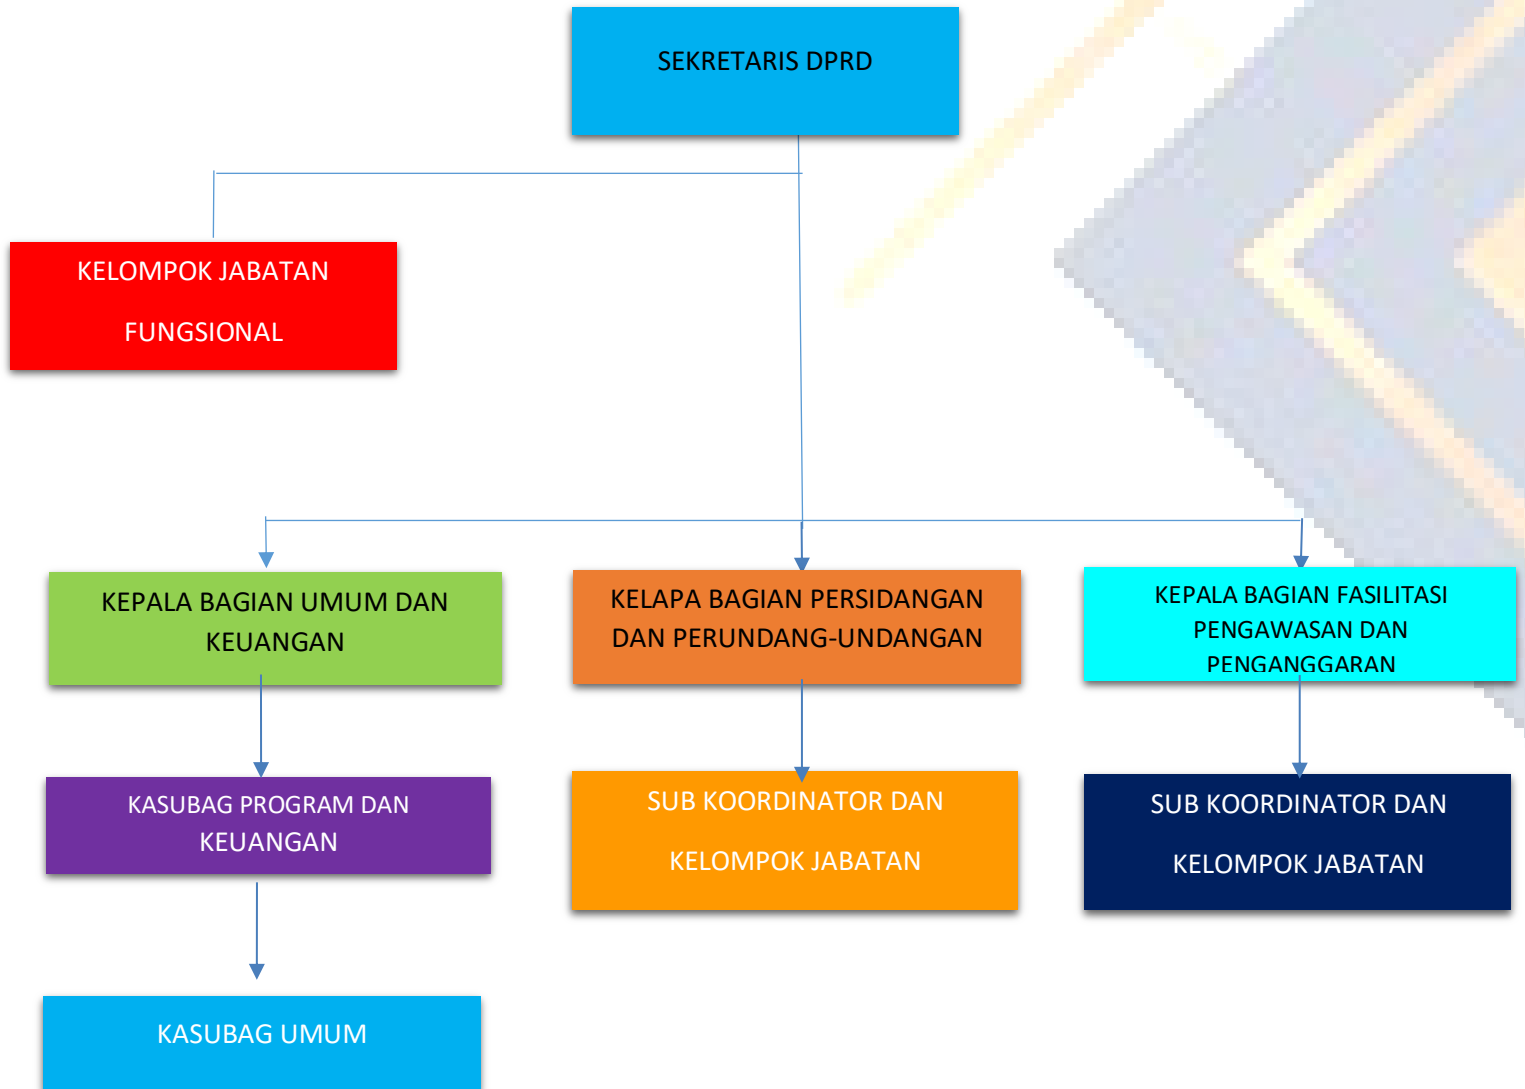 SEKRETARIS DPRD
KELOMPOK JABATAN
FUNGSIONAL
KEPALA BAGIAN UMUM DAN
KEUANGAN
KELAPA BAGIAN PERSIDANGAN
DAN PERUNDANG-UNDANGAN
KEPALA BAGIAN FASILITASI
PENGAWASAN DAN
PENGANGGARAN
KASUBAG PROGRAM DAN
KEUANGAN
SUB KOORDINATOR DAN
KELOMPOK JABATAN
SUB KOORDINATOR DAN
KELOMPOK JABATAN
KASUBAG UMUM